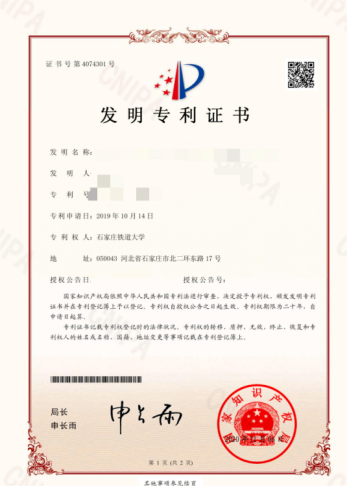 证书号第4074301号
发明专利证书
发 明 名 称：
发 明 人
专 利 号
专利申请日：2019年10月14日
专 利 权 人：石家庄铁道大学
地 址：050043 河北省石家庄市北二环东路17号
授权公告日 授权公告号：
国家知识产权局依照中华人民共和国专利法进行审查，决定授予专利权，颁发发明专利
证书并在专利登记簿上予以登记。专利权自授权公告之日起生效。专利权期限为二十年，自
申请日起算。
专利证书记载专利权登记时的法律状况。专利权的转移、质押、无效、终止、恢复和专
利权人的姓名或名称、国籍、地址变更等事项记载在专利登记簿上。
局长
申长雨
申长雨
国家知识产权局
第 1 页 (共 2 页)
其他事项参见续页
CNIPA